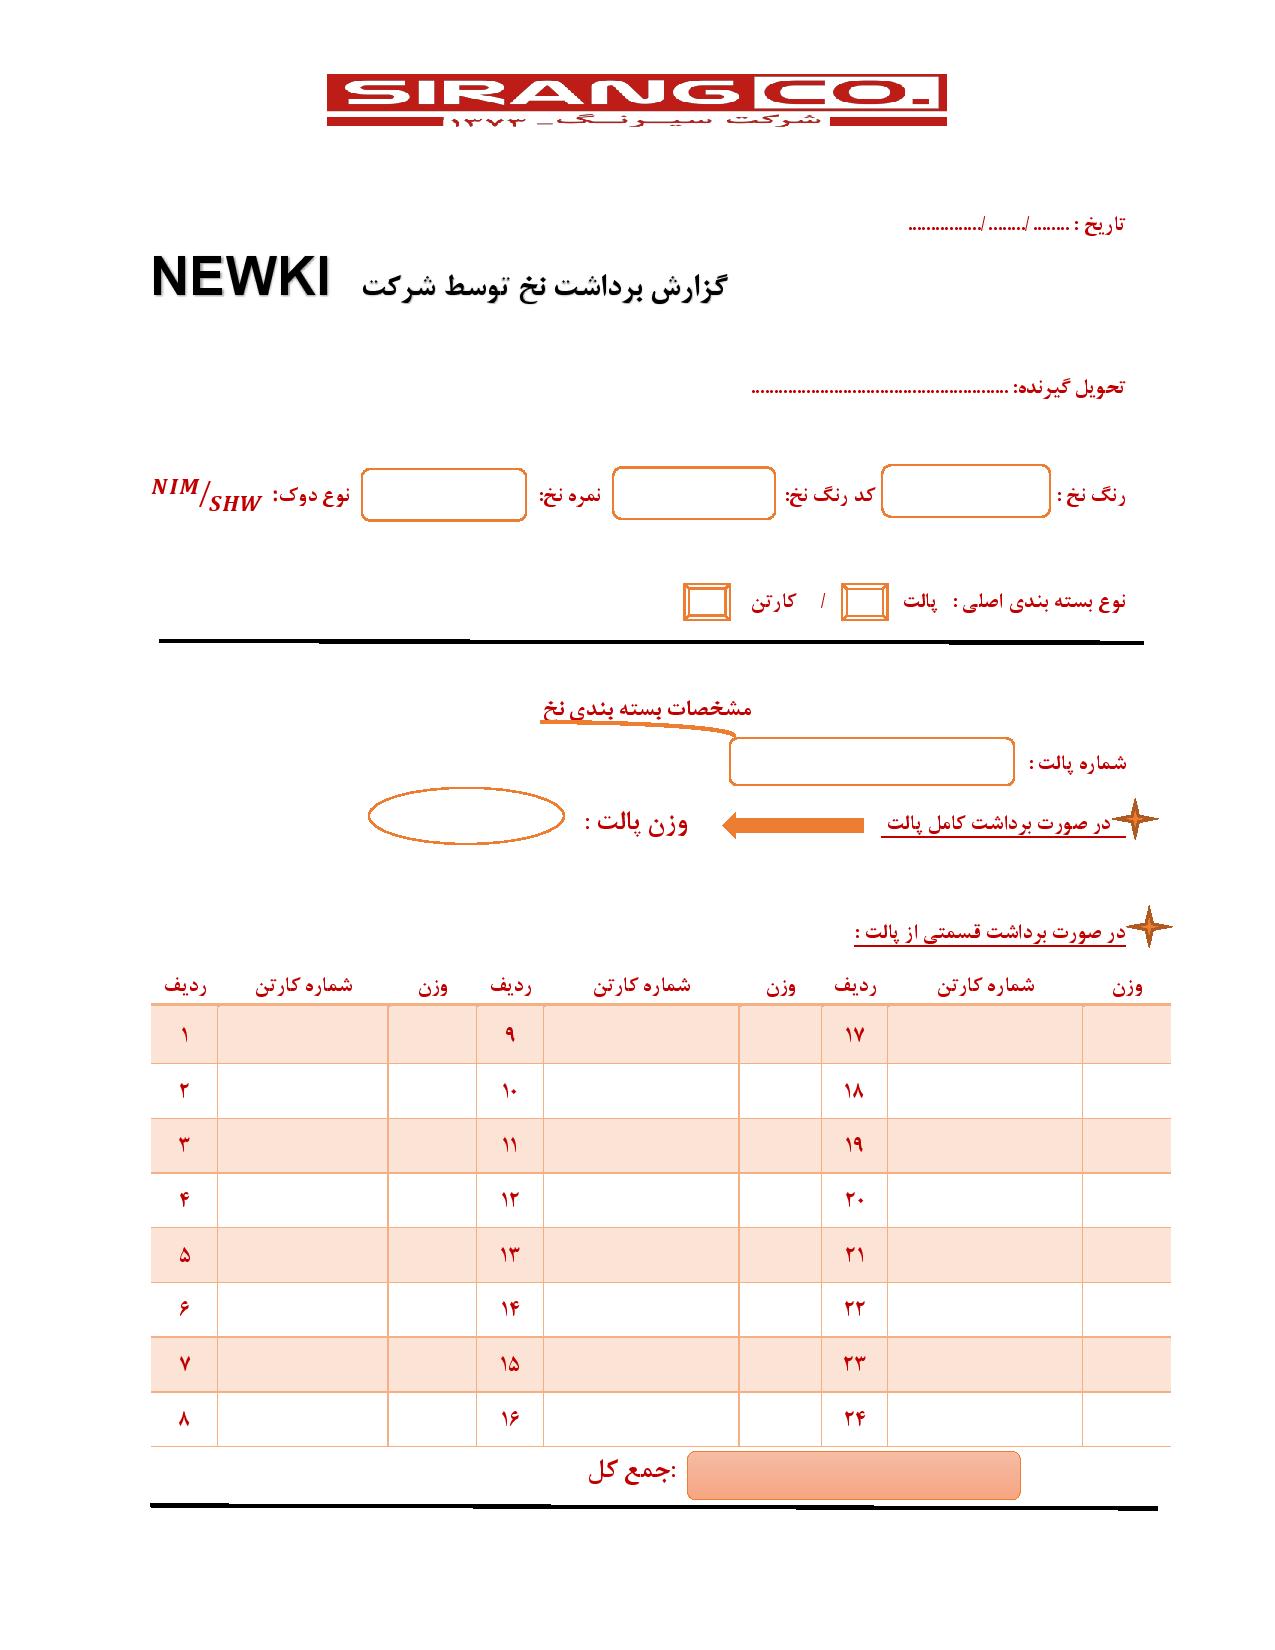 SIRANG CO.
شرکت سیرنگ_ ۱۳۷۳
تاریخ : ......../......../................
گزارش برداشت نخ توسط شرکت NEWKI
تحویل گیرنده: ........................................................
رنگ نخ : کد رنگ نخ: نمره نخ: نوع دوک: NIM/SHW
نوع بسته بندی اصلی : پالت / کارتن
مشخصات بسته بندی نخ
شماره پالت :
در صورت برداشت کامل پالت وزن پالت :
در صورت برداشت قسمتی از پالت :
ردیف شماره کارتن وزن ردیف شماره کارتن وزن ردیف شماره کارتن وزن
۱ ۹ ۱۷
۲ ۱۰ ۱۸
۳ ۱۱ ۱۹
۴ ۱۲ ۲۰
۵ ۱۳ ۲۱
۶ ۱۴ ۲۲
۷ ۱۵ ۲۳
۸ ۱۶ ۲۴
جمع کل: